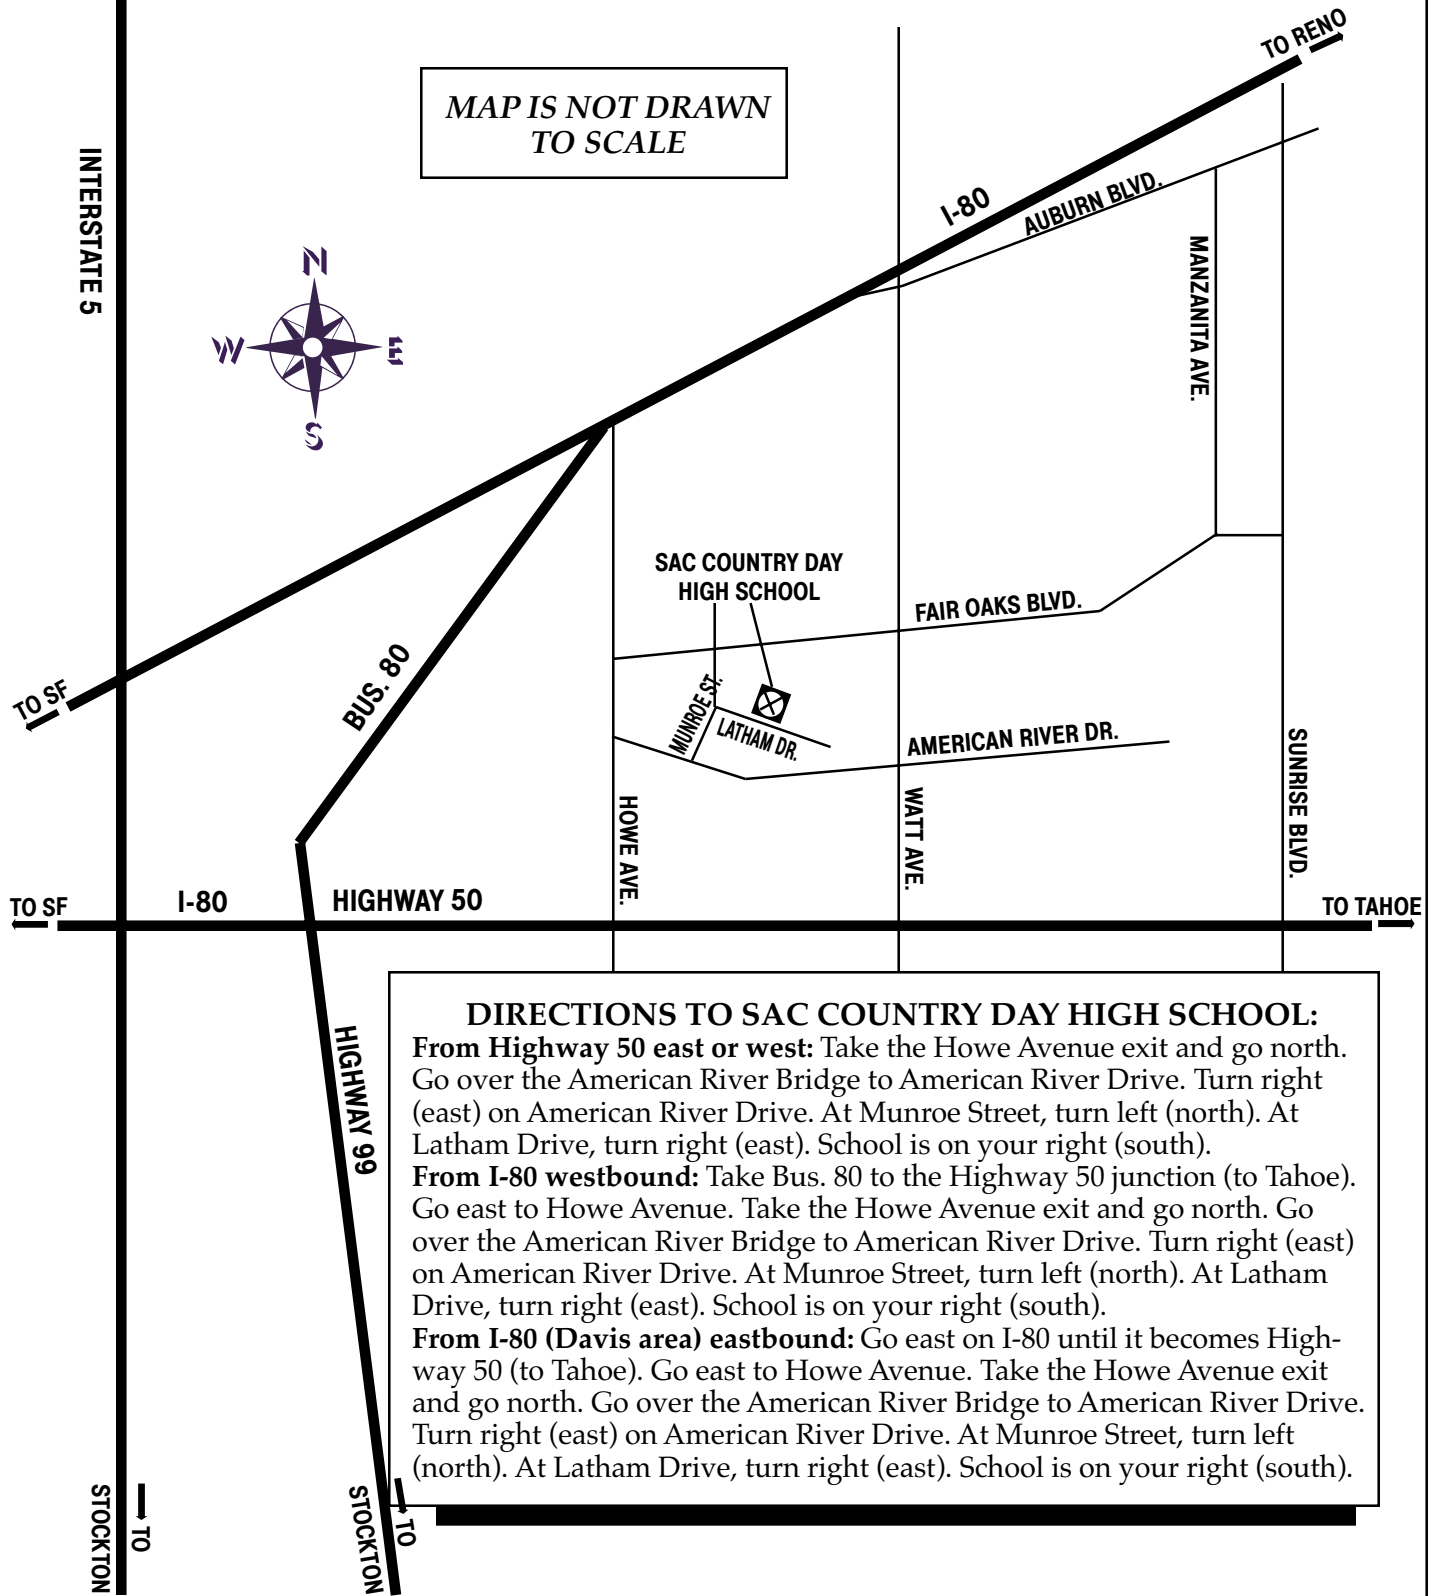 TO RENO
MAP IS NOT DRAWN
TO SCALE
INTERSTATE 5
I-80
AUBURN BLVD.
MANZANITA AVE.
N
W
E
S
SAC COUNTRY DAY
HIGH SCHOOL
FAIR OAKS BLVD.
BUS. 80
TO SF
MUNROE ST.
LATHAM DR.
AMERICAN RIVER DR.
SUNRISE BLVD.
HOWE AVE.
WATT AVE.
TO SF
I-80
HIGHWAY 50
TO TAHOE
HIGHWAY 99
DIRECTIONS TO SAC COUNTRY DAY HIGH SCHOOL:
From Highway 50 east or west: Take the Howe Avenue exit and go north.
Go over the American River Bridge to American River Drive. Turn right
(east) on American River Drive. At Munroe Street, turn left (north). At
Latham Drive, turn right (east). School is on your right (south).
From I-80 westbound: Take Bus. 80 to the Highway 50 junction (to Tahoe).
Go east to Howe Avenue. Take the Howe Avenue exit and go north. Go
over the American River Bridge to American River Drive. Turn right (east)
on American River Drive. At Munroe Street, turn left (north). At Latham
Drive, turn right (east). School is on your right (south).
From I-80 (Davis area) eastbound: Go east on I-80 until it becomes High-
way 50 (to Tahoe). Go east to Howe Avenue. Take the Howe Avenue exit
and go north. Go over the American River Bridge to American River Drive.
Turn right (east) on American River Drive. At Munroe Street, turn left
(north). At Latham Drive, turn right (east). School is on your right (south).
TO
STOCKTON
TO
STOCKTON